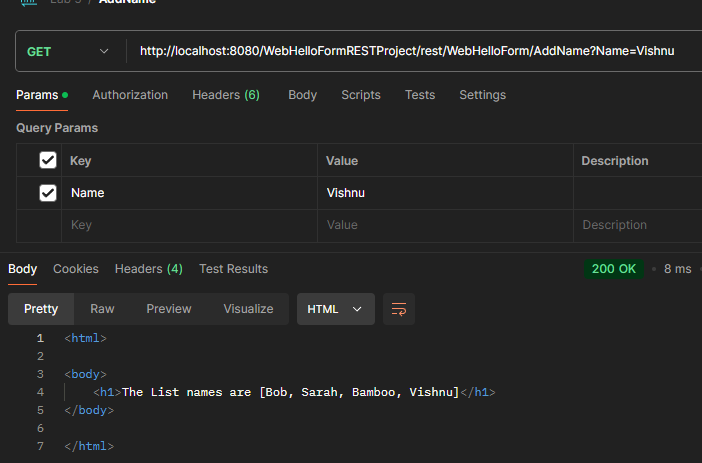 AddName
GET http://localhost:8080/WebHelloFormRESTProject/rest/WebHelloForm/AddName?Name=Vishnu
Params Authorization Headers (6) Body Scripts Tests Settings
Query Params
Key Value Description
Name Vishnu
Key Value Description
Body Cookies Headers (4) Test Results 200 OK 8 ms
Pretty Raw Preview Visualize HTML
1 <html>
2
3 <body>
4 <h1>The List names are [Bob, Sarah, Bamboo, Vishnu]</h1>
5 </body>
6
7 </html>